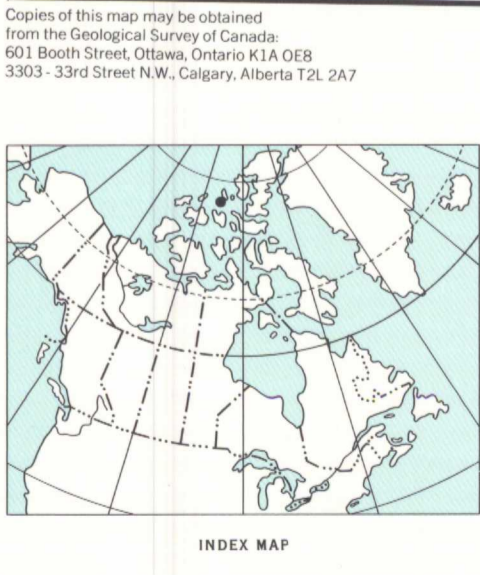 Copies of this map may be obtained
from the Geological Survey of Canada:
601 Booth Street, Ottawa, Ontario K1A OE8
3303 - 33rd Street N.W., Calgary, Alberta T2L 2A7
INDEX MAP